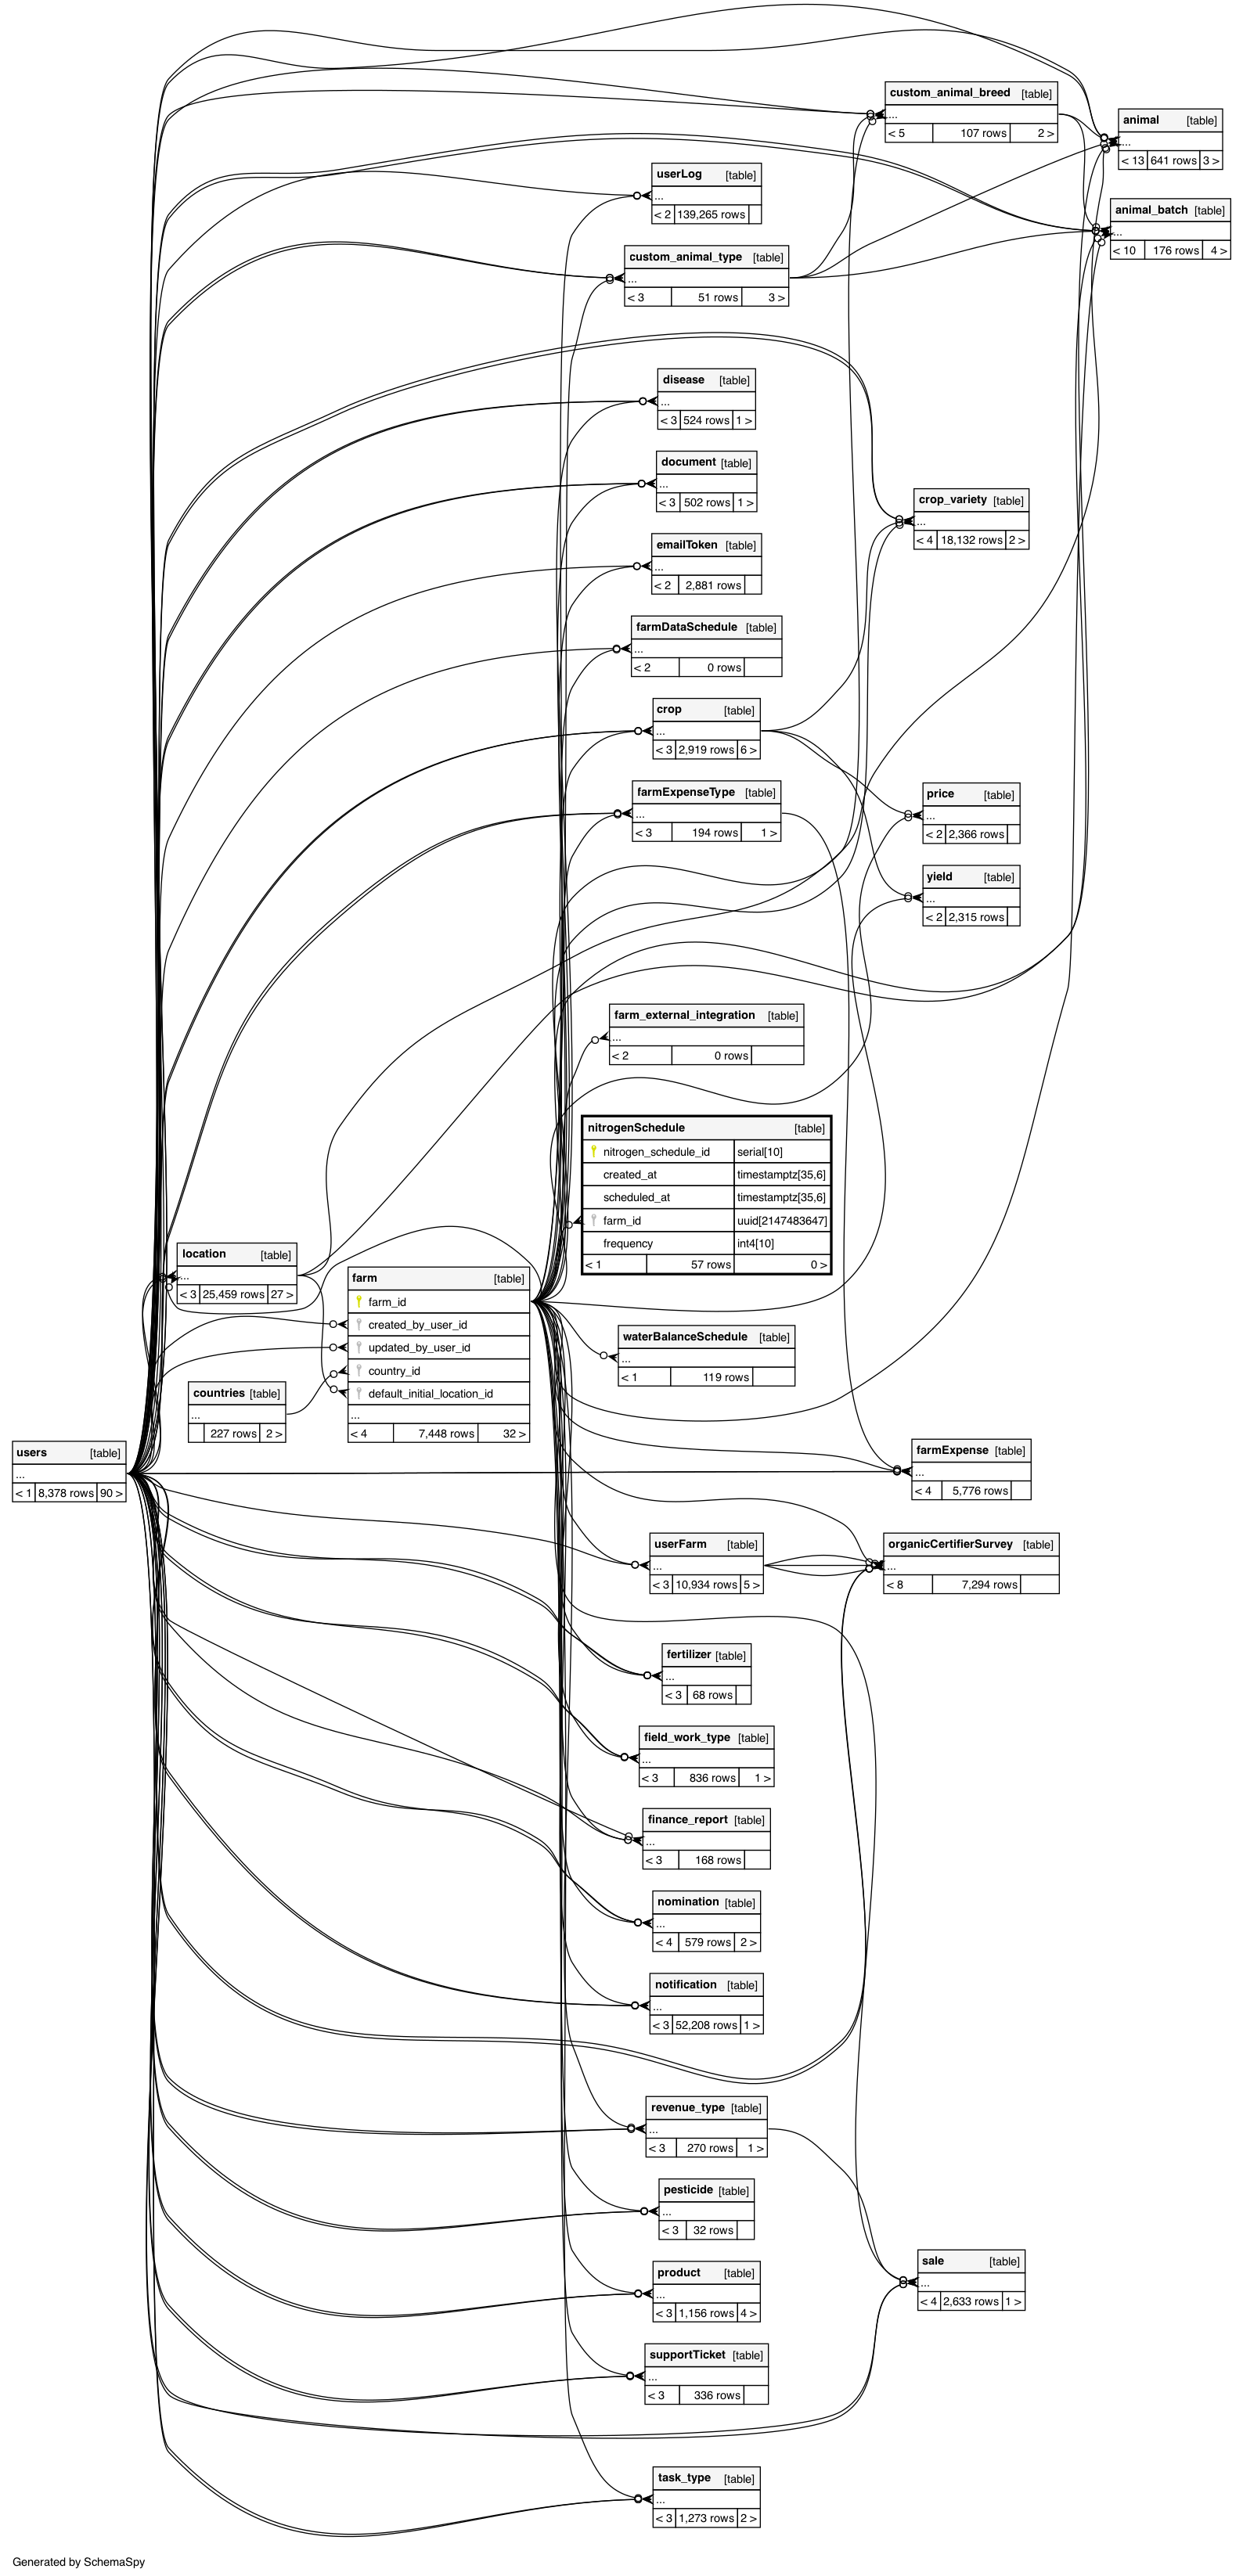 custom_animal_breed [table]
...
< 5 107 rows 2 >
animal [table]
...
< 13 641 rows 3 >
userLog [table]
...
< 2 139,265 rows
animal_batch [table]
...
< 10 176 rows 4 >
custom_animal_type [table]
...
< 3 51 rows 3 >
disease [table]
...
< 3 524 rows 1 >
document [table]
...
< 3 502 rows 1 >
crop_variety [table]
...
< 4 18,132 rows 2 >
emailToken [table]
...
< 2 2,881 rows
farmDataSchedule [table]
...
< 2 0 rows
crop [table]
...
< 3 2,919 rows 6 >
farmExpenseType [table]
...
< 3 194 rows 1 >
price [table]
...
< 2 2,366 rows
yield [table]
...
< 2 2,315 rows
farm_external_integration [table]
...
< 2 0 rows
nitrogenSchedule [table]
nitrogen_schedule_id serial[10]
created_at timestamptz[35,6]
scheduled_at timestamptz[35,6]
farm_id uuid[2147483647]
frequency int4[10]
< 1 57 rows 0 >
location [table]
...
< 3 25,459 rows 27 >
farm [table]
farm_id
created_by_user_id
updated_by_user_id
country_id
default_initial_location_id
...
< 4 7,448 rows 32 >
waterBalanceSchedule [table]
...
< 1 119 rows
countries [table]
...
227 rows 2 >
users [table]
...
< 1 8,378 rows 90 >
farmExpense [table]
...
< 4 5,776 rows
userFarm [table]
...
< 3 10,934 rows 5 >
organicCertifierSurvey [table]
...
< 8 7,294 rows
fertilizer [table]
...
< 3 68 rows
field_work_type [table]
...
< 3 836 rows 1 >
finance_report [table]
...
< 3 168 rows
nomination [table]
...
< 4 579 rows 2 >
notification [table]
...
< 3 52,208 rows 1 >
revenue_type [table]
...
< 3 270 rows 1 >
pesticide [table]
...
< 3 32 rows
sale [table]
...
< 4 2,633 rows 1 >
product [table]
...
< 3 1,156 rows 4 >
supportTicket [table]
...
< 3 336 rows
task_type [table]
...
< 3 1,273 rows 2 >
Generated by SchemaSpy